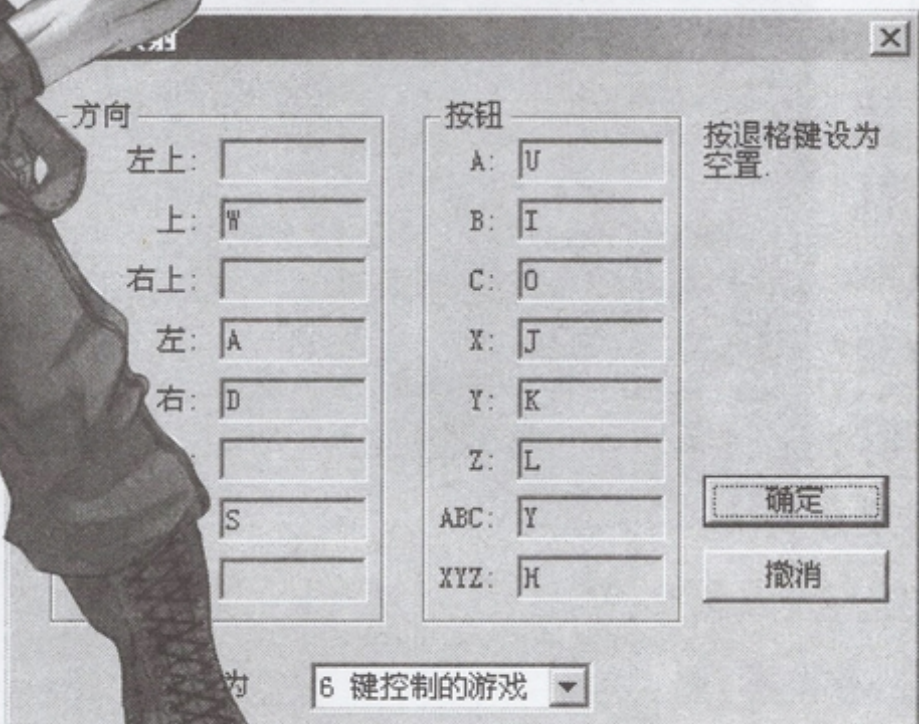 射
方向
左上:
上: W
右上:
左: A
右: D
S
按钮
A: U
B: I
C: O
X: J
Y: K
Z: L
ABC: Y
XYZ: H
按退格键设为
空置.
确定
撤消
为 6 键控制的游戏